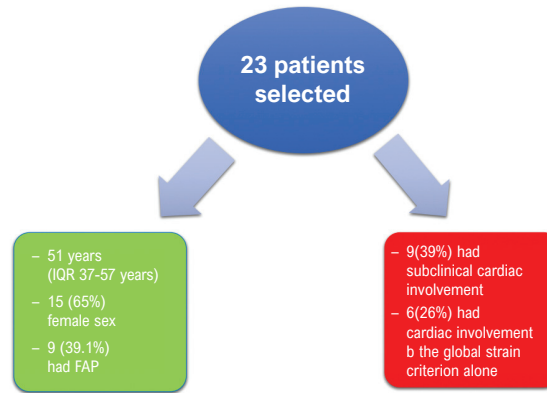 23 patients
selected
– 51 years
(IQR 37-57 years)
– 15 (65%)
female sex
– 9 (39.1%)
had FAP
– 9(39%) had
subclinical cardiac
involvement
– 6(26%) had
cardiac involvement
b the global strain
criterion alone